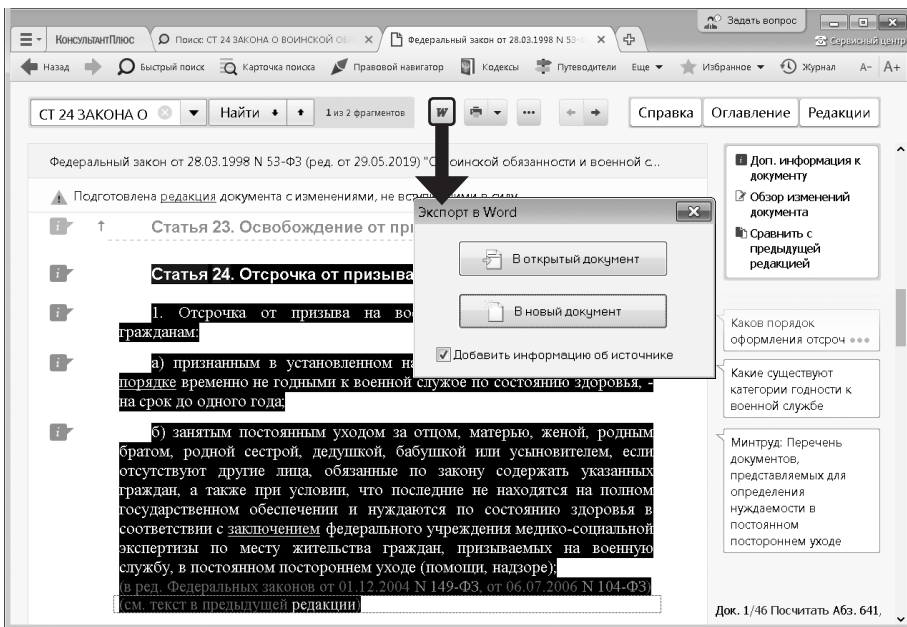 Задать вопрос
КонсультантПлюс
Поиск: СТ 24 ЗАКОНА О ВОИНСКОЙ
Федеральный закон от 28.03.1998 N 53-
Сервисный центр
Назад
Быстрый поиск
Карточка поиска
Правовой навигатор
Кодексы
Путеводители
Еще
Избранное
Журнал
A−
A+
СТ 24 ЗАКОНА О
Найти
1 из 2 фрагментов
W
Справка
Оглавление
Редакции
Федеральный закон от 28.03.1998 N 53-ФЗ (ред. от 29.05.2019) "О воинской обязанности и военной с...
Подготовлена редакция документа с изменениями, не вступившими в силу
Статья 23. Освобождение от при
Статья 24. Отсрочка от призыва
1. Отсрочка от призыва на во
гражданам:
а) признанным в установленном на
порядке временно не годными к военной службе по состоянию здоровья, -
на срок до одного года;
б) занятым постоянным уходом за отцом, матерью, женой, родным
братом, родной сестрой, дедушкой, бабушкой или усыновителем, если
отсутствуют другие лица, обязанные по закону содержать указанных
граждан, а также при условии, что последние не находятся на полном
государственном обеспечении и нуждаются по состоянию здоровья в
соответствии с заключением федерального учреждения медико-социальной
экспертизы по месту жительства граждан, призываемых на военную
службу, в постоянном постороннем уходе (помощи, надзоре);
(в ред. Федеральных законов от 01.12.2004 N 149-ФЗ, от 06.07.2006 N 104-ФЗ)
(см. текст в предыдущей редакции)
Экспорт в Word
В открытый документ
В новый документ
Добавить информацию об источнике
Доп. информация к
документу
Обзор изменений
документа
Сравнить с
предыдущей
редакцией
Каков порядок
оформления отсроч
Какие существуют
категории годности к
военной службе
Минтруд: Перечень
документов,
представляемых для
определения
нуждаемости в
постоянном
постороннем уходе
Док. 1/46 Посчитать Абз. 641,